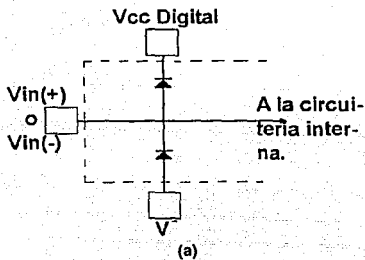 Vcc Digital
Vin(+)
o
Vin(-)
A la circui-
teria inter-
na.
V-
(a)